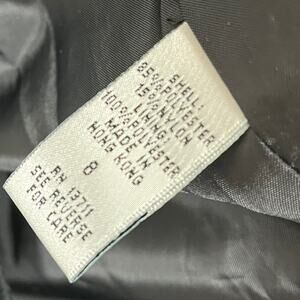 SHELL:
85%POLYESTER
15%NYLON
LINING:
100%POLYESTER
MADE IN
HONG KONG
8
RN 13711
SEE REVERSE
FOR CARE